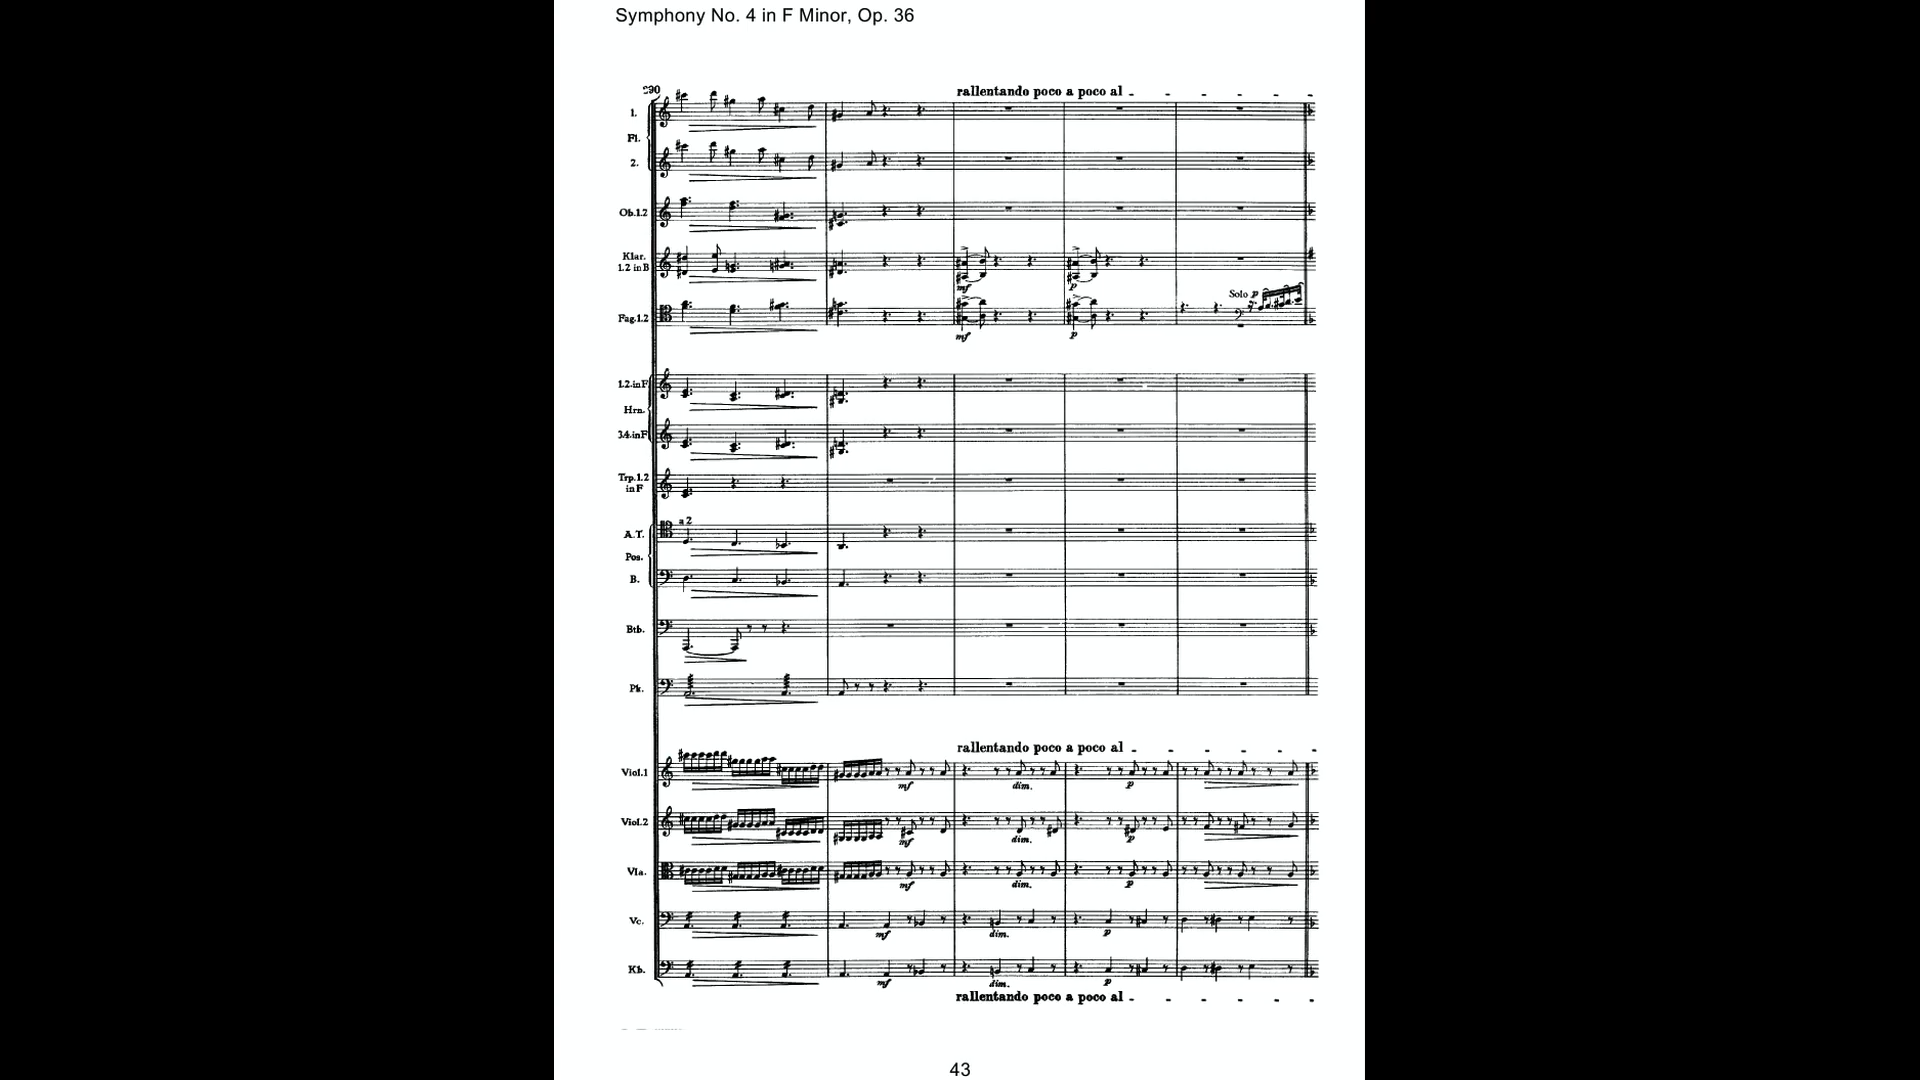 Symphony No. 4 in F Minor, Op. 36
rallentando poco a poco al
1.
Fl.
2.
Ob.1.2
Klar.
1.2 in B
mf
p
Solo p
Fag.1.2
mf
p
1.2.in F
Hrn.
3.4.in F
Trp.1.2
in F
a 2
A.T.
Pos.
B.
Btb.
Pk.
rallentando poco a poco al
Viol.1
mf
dim.
p
Viol.2
mf
dim.
p
Vla.
mf
dim.
p
Vc.
mf
dim.
p
Kb.
mf
dim.
p
rallentando poco a poco al
43